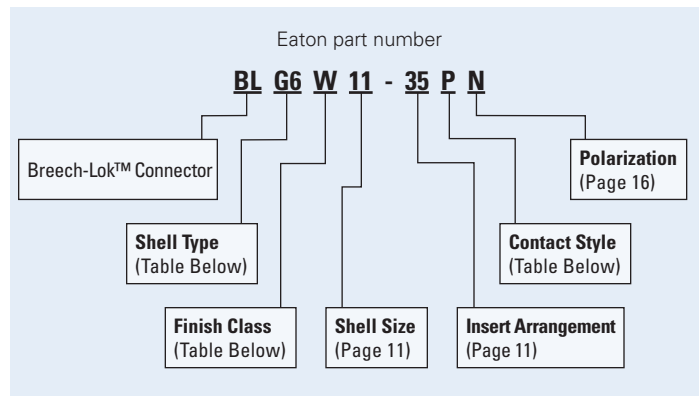 Eaton part number
BL G6 W 11 - 35 P N
Breech-Lok™ Connector
Polarization
(Page 16)
Shell Type
(Table Below)
Contact Style
(Table Below)
Finish Class
(Table Below)
Shell Size
(Page 11)
Insert Arrangement
(Page 11)